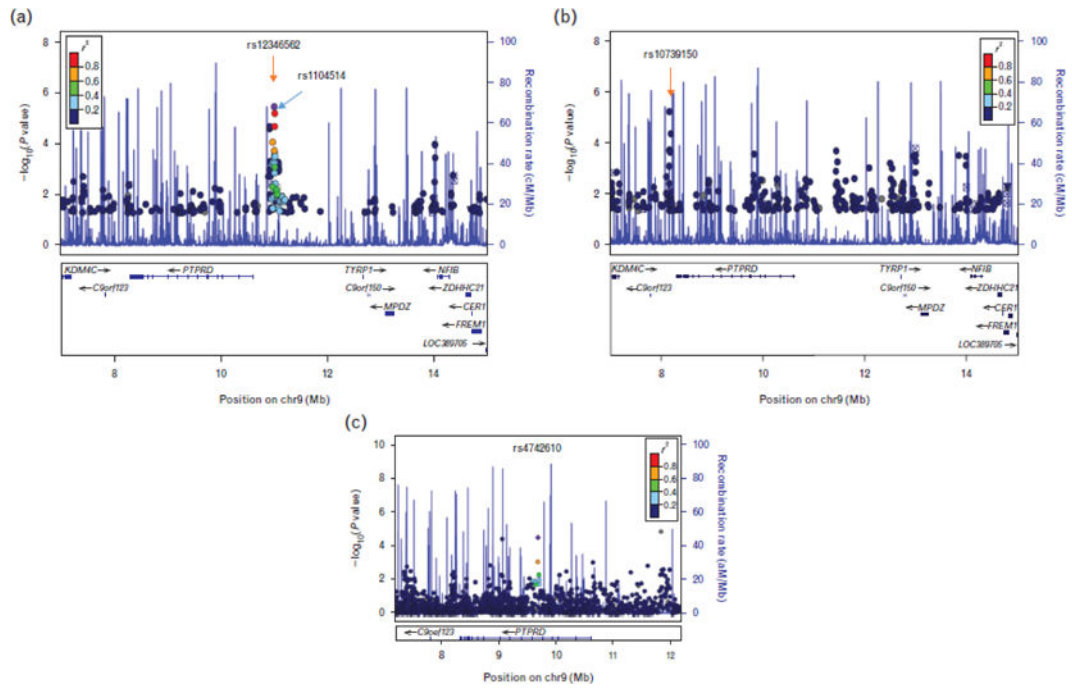 (a)
rs12346562
rs1104514
r²
0.8
0.6
0.4
0.2
8
6
4
2
0
−log₁₀(P value)
100
80
60
40
20
0
Recombination rate (cM/Mb)
KDM4C
PTPRD
TYRP1
NFIB
C9orf123
C9orf150
ZDHHC21
MPDZ
CER1
FREM1
LOC389705
8
10
12
14
Position on chr9 (Mb)
(b)
rs10739150
r²
0.8
0.6
0.4
0.2
8
6
4
2
0
−log₁₀(P value)
100
80
60
40
20
0
Recombination rate (cM/Mb)
KDM4C
PTPRD
TYRP1
NFIB
C9orf123
C9orf150
ZDHHC21
MPDZ
CER1
FREM1
LOC389705
8
10
12
14
Position on chr9 (Mb)
(c)
rs4742610
r²
0.8
0.6
0.4
0.2
10
8
6
4
2
0
−log₁₀(P value)
100
80
60
40
20
0
Recombination rate (aM/Mb)
C9orf123
PTPRD
8
9
10
11
12
Position on chr9 (Mb)